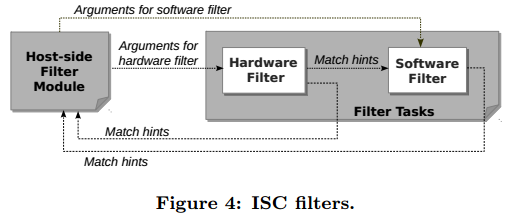 Arguments for software filter
Host-side
Filter
Module
Arguments for
hardware filter
Hardware
Filter
Match hints
Software
Filter
Filter Tasks
Match hints
Match hints
Figure 4: ISC filters.